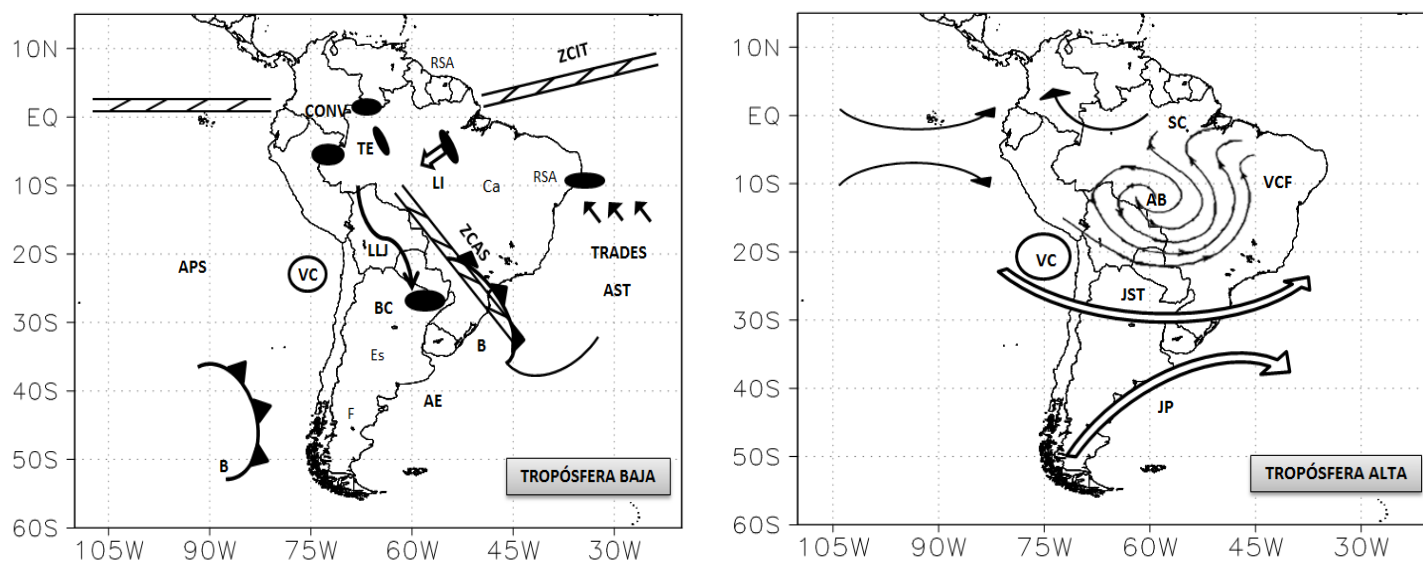 10N
EQ
10S
20S
30S
40S
50S
60S
105W
90W
75W
60W
45W
30W
ZCIT
RSA
CONV
TE
LI
Ca
RSA
ZCAS
LLJ
TRADES
APS
VC
AST
BC
Es
B
AE
F
B
TROPÓSFERA BAJA
10N
EQ
10S
20S
30S
40S
50S
60S
105W
90W
75W
60W
45W
30W
SC
VCF
AB
VC
JST
JP
TROPÓSFERA ALTA